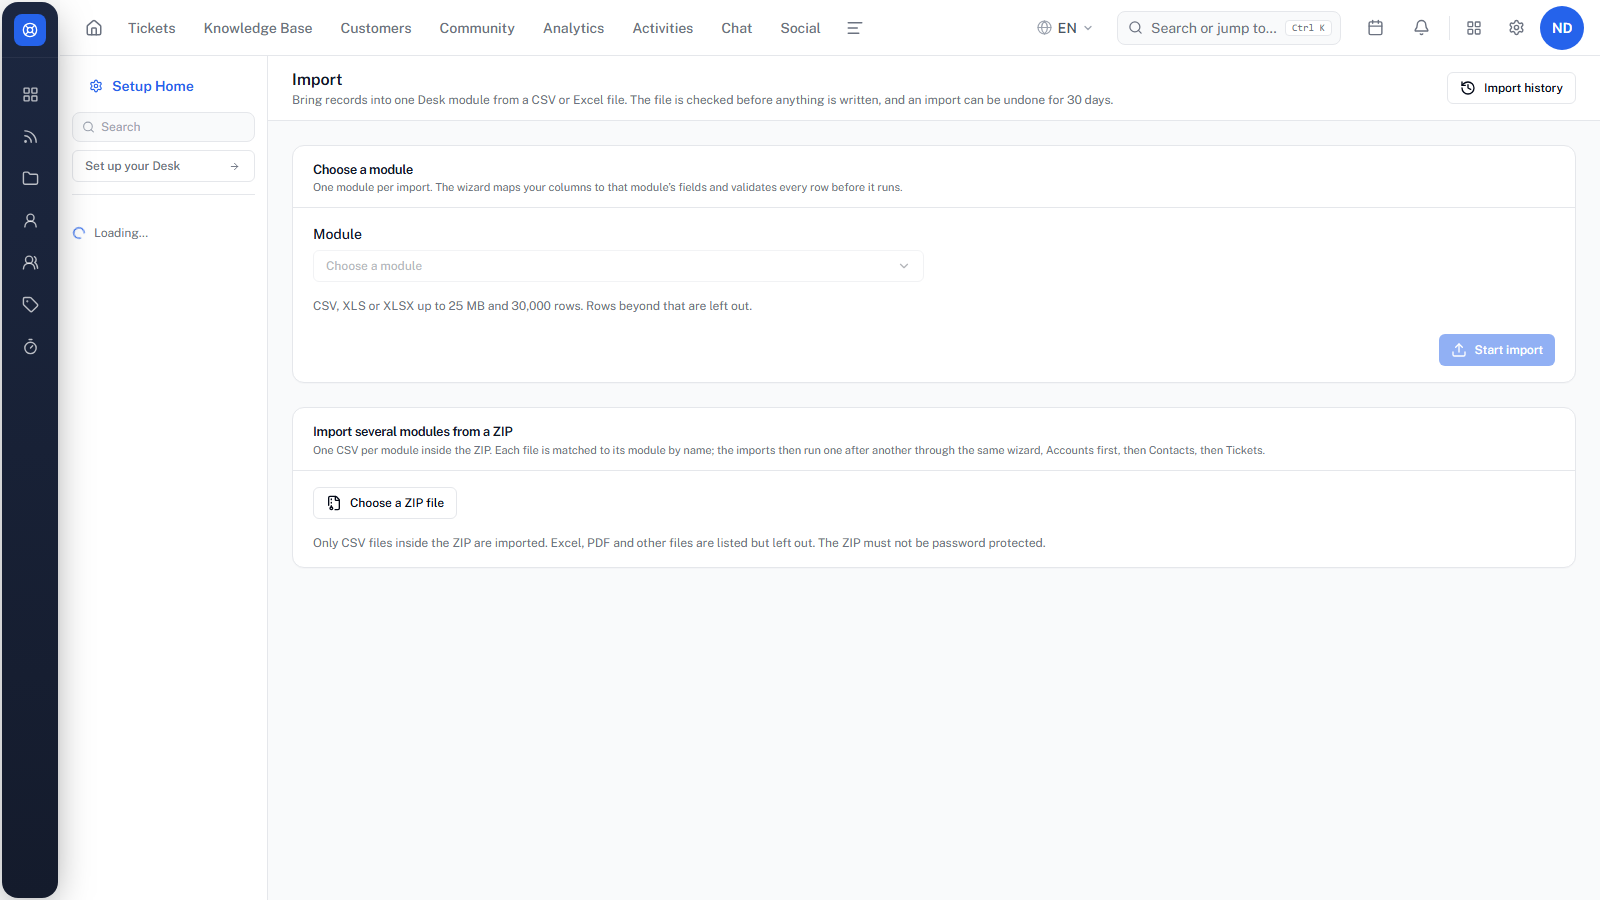 Tickets
Knowledge Base
Customers
Community
Analytics
Activities
Chat
Social
EN
Search or jump to...
Ctrl K
ND
Setup Home
Search
Set up your Desk
Loading...
Import
Bring records into one Desk module from a CSV or Excel file. The file is checked before anything is written, and an import can be undone for 30 days.
Import history
Choose a module
One module per import. The wizard maps your columns to that module's fields and validates every row before it runs.
Module
Choose a module
CSV, XLS or XLSX up to 25 MB and 30,000 rows. Rows beyond that are left out.
Start import
Import several modules from a ZIP
One CSV per module inside the ZIP. Each file is matched to its module by name; the imports then run one after another through the same wizard, Accounts first, then Contacts, then Tickets.
Choose a ZIP file
Only CSV files inside the ZIP are imported. Excel, PDF and other files are listed but left out. The ZIP must not be password protected.